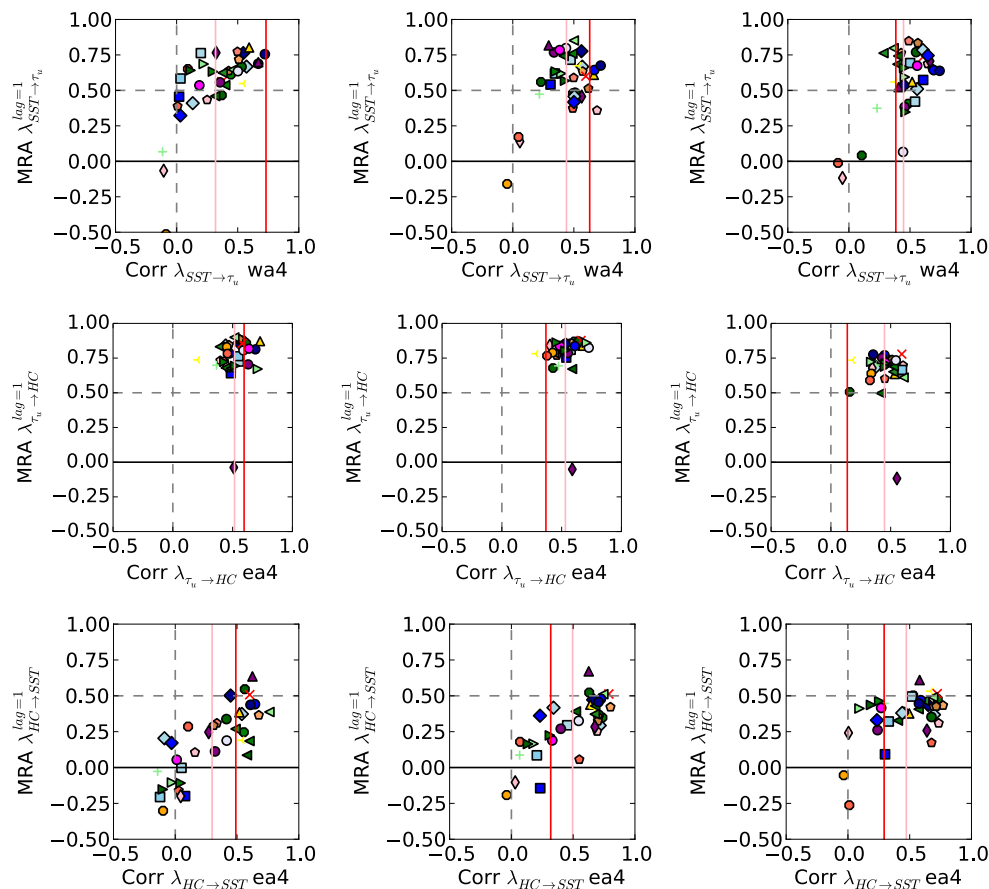 1.00 1.00 1.00
0.75 0.75 0.75
0.50 0.50 0.50
0.25 0.25 0.25
0.00 0.00 0.00
−0.25 −0.25 −0.25
−0.50 −0.50 −0.50
MRA λ^{lag=1}_{SST→τ_u} MRA λ^{lag=1}_{SST→τ_u} MRA λ^{lag=1}_{SST→τ_u}
−0.5 0.0 0.5 1.0 −0.5 0.0 0.5 1.0 −0.5 0.0 0.5 1.0
Corr λ_{SST→τ_u} wa4 Corr λ_{SST→τ_u} wa4 Corr λ_{SST→τ_u} wa4
1.00 1.00 1.00
0.75 0.75 0.75
0.50 0.50 0.50
0.25 0.25 0.25
0.00 0.00 0.00
−0.25 −0.25 −0.25
−0.50 −0.50 −0.50
MRA λ^{lag=1}_{τ_u→HC} MRA λ^{lag=1}_{τ_u→HC} MRA λ^{lag=1}_{τ_u→HC}
−0.5 0.0 0.5 1.0 −0.5 0.0 0.5 1.0 −0.5 0.0 0.5 1.0
Corr λ_{τ_u→HC} ea4 Corr λ_{τ_u→HC} ea4 Corr λ_{τ_u→HC} ea4
1.00 1.00 1.00
0.75 0.75 0.75
0.50 0.50 0.50
0.25 0.25 0.25
0.00 0.00 0.00
−0.25 −0.25 −0.25
−0.50 −0.50 −0.50
MRA λ^{lag=1}_{HC→SST} MRA λ^{lag=1}_{HC→SST} MRA λ^{lag=1}_{HC→SST}
−0.5 0.0 0.5 1.0 −0.5 0.0 0.5 1.0 −0.5 0.0 0.5 1.0
Corr λ_{HC→SST} ea4 Corr λ_{HC→SST} ea4 Corr λ_{HC→SST} ea4